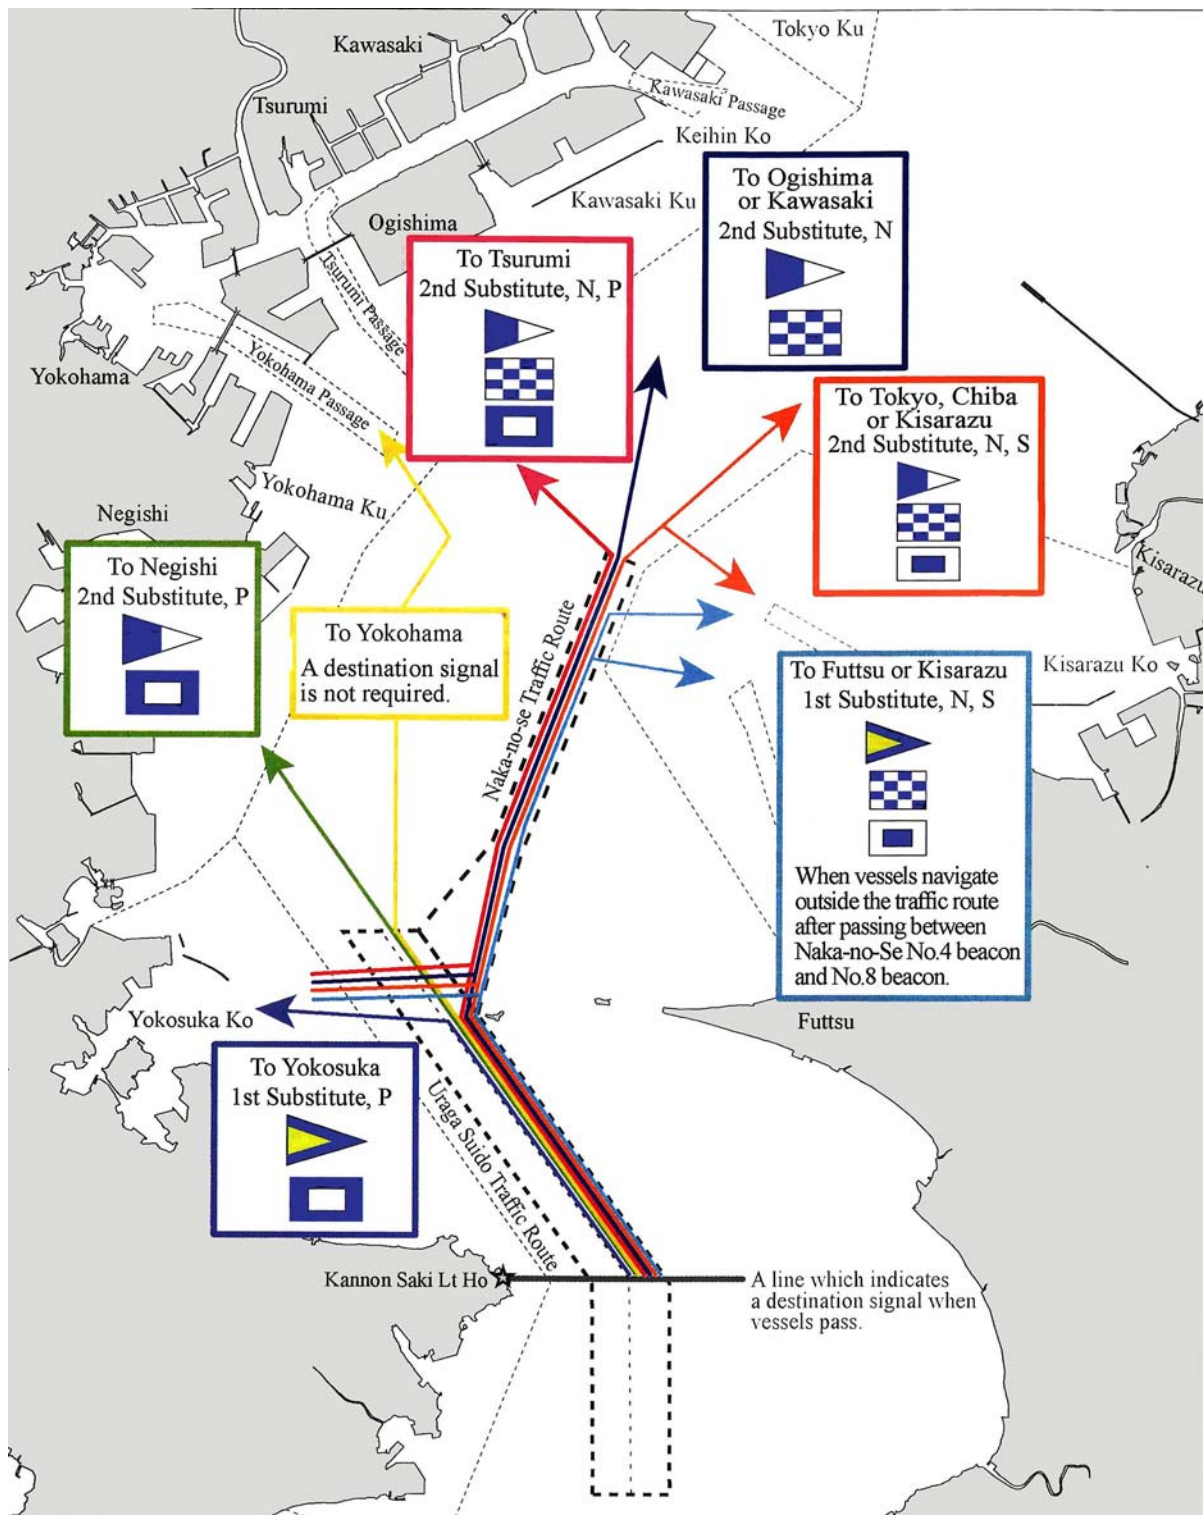 Tokyo Ku
Kawasaki
Kawasaki Passage
Tsurumi
Keihin Ko
Kawasaki Ku
Ogishima
Tsurumi Passage
To Ogishima
or Kawasaki
2nd Substitute, N
To Tsurumi
2nd Substitute, N, P
Yokohama
Yokohama Passage
To Tokyo, Chiba
or Kisarazu
2nd Substitute, N, S
Yokohama Ku
Negishi
To Negishi
2nd Substitute, P
Kisarazu
To Yokohama
A destination signal
is not required.
Naka-no-se Traffic Route
Kisarazu Ko
To Futtsu or Kisarazu
1st Substitute, N, S
When vessels navigate
outside the traffic route
after passing between
Naka-no-Se No.4 beacon
and No.8 beacon.
Yokosuka Ko
Futtsu
To Yokosuka
1st Substitute, P
Uraga Suido Traffic Route
Kannon Saki Lt Ho
A line which indicates
a destination signal when
vessels pass.